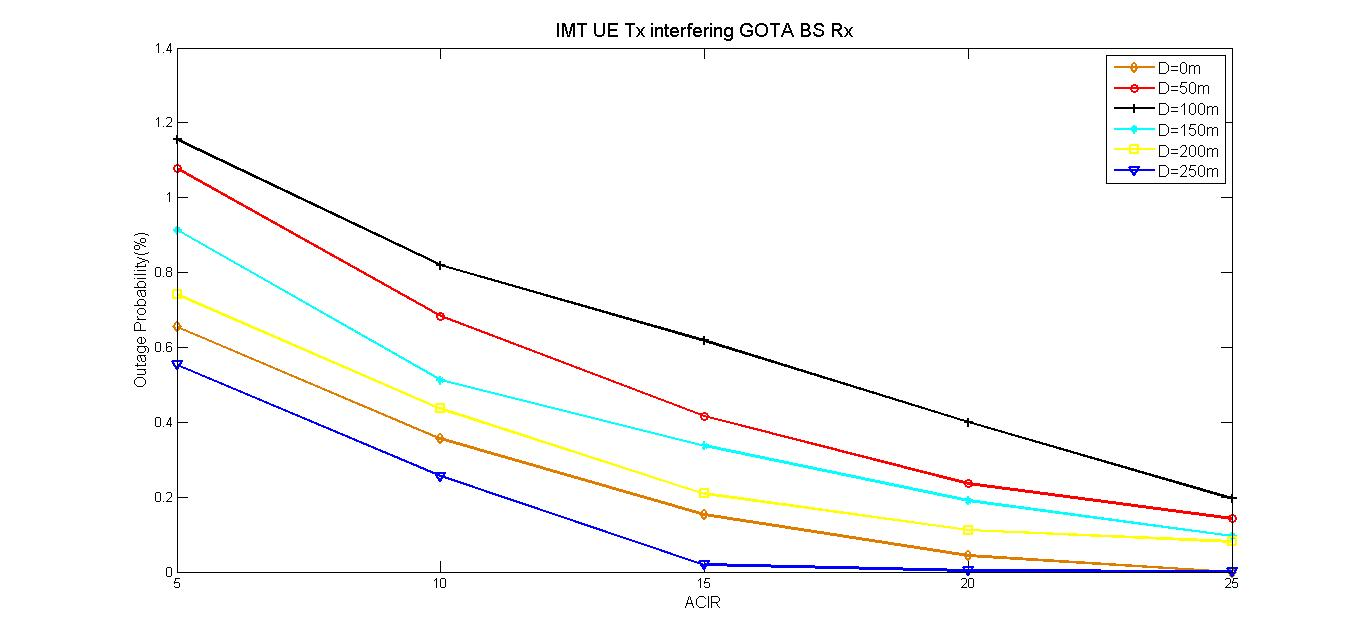 IMT UE Tx interfering GOTA BS Rx
1.4
1.2
1
0.8
0.6
0.4
0.2
0
Outage Probability(%)
D=0m
D=50m
D=100m
D=150m
D=200m
D=250m
5
10
15
20
25
ACIR